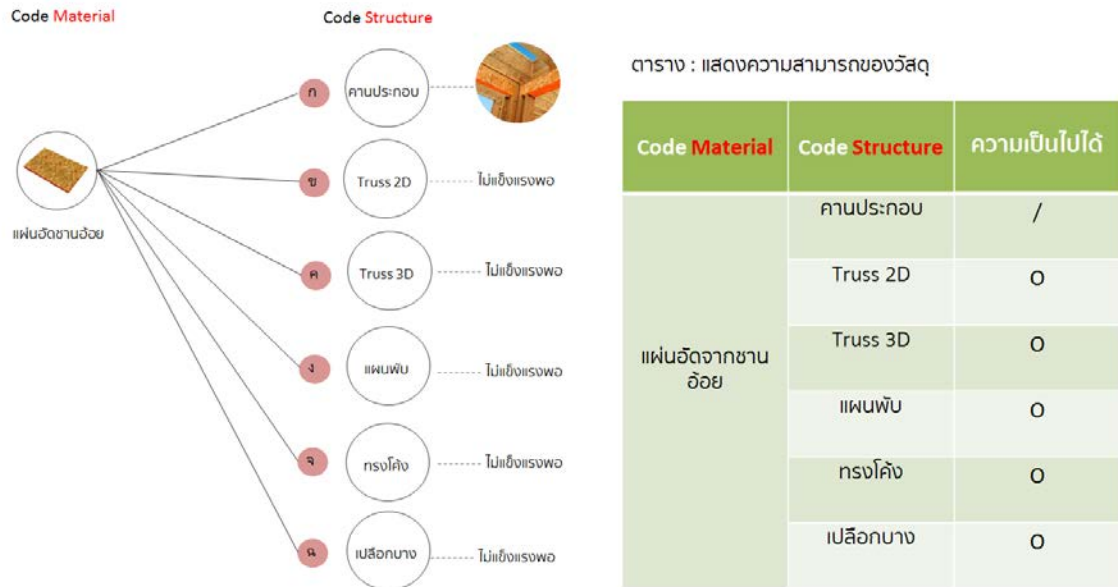 Code Material
Code Structure
ก
คานประกอบ
ข
Truss 2D
ไม่แข็งแรงพอ
แผ่นอัดชานอ้อย
ค
Truss 3D
ไม่แข็งแรงพอ
ง
แผนพับ
ไม่แข็งแรงพอ
จ
ทรงโค้ง
ไม่แข็งแรงพอ
ฉ
เปลือกบาง
ไม่แข็งแรงพอ
ตาราง : แสดงความสามารถของวัสดุ
Code Material Code Structure ความเป็นไปได้
คานประกอบ /
Truss 2D O
Truss 3D O
แผ่นอัดจากชาน
อ้อย
แผนพับ O
ทรงโค้ง O
เปลือกบาง O